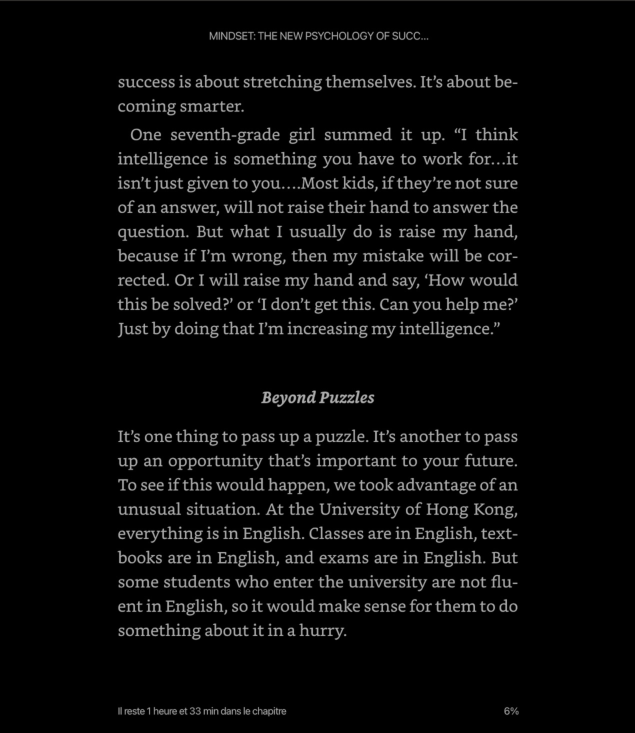 MINDSET: THE NEW PSYCHOLOGY OF SUCC...
success is about stretching themselves. It’s about be-
coming smarter.
One seventh-grade girl summed it up. “I think
intelligence is something you have to work for…it
isn’t just given to you.…Most kids, if they’re not sure
of an answer, will not raise their hand to answer the
question. But what I usually do is raise my hand,
because if I’m wrong, then my mistake will be cor-
rected. Or I will raise my hand and say, ‘How would
this be solved?’ or ‘I don’t get this. Can you help me?’
Just by doing that I’m increasing my intelligence.”
Beyond Puzzles
It’s one thing to pass up a puzzle. It’s another to pass
up an opportunity that’s important to your future.
To see if this would happen, we took advantage of an
unusual situation. At the University of Hong Kong,
everything is in English. Classes are in English, text-
books are in English, and exams are in English. But
some students who enter the university are not flu-
ent in English, so it would make sense for them to do
something about it in a hurry.
Il reste 1 heure et 33 min dans le chapitre
6%